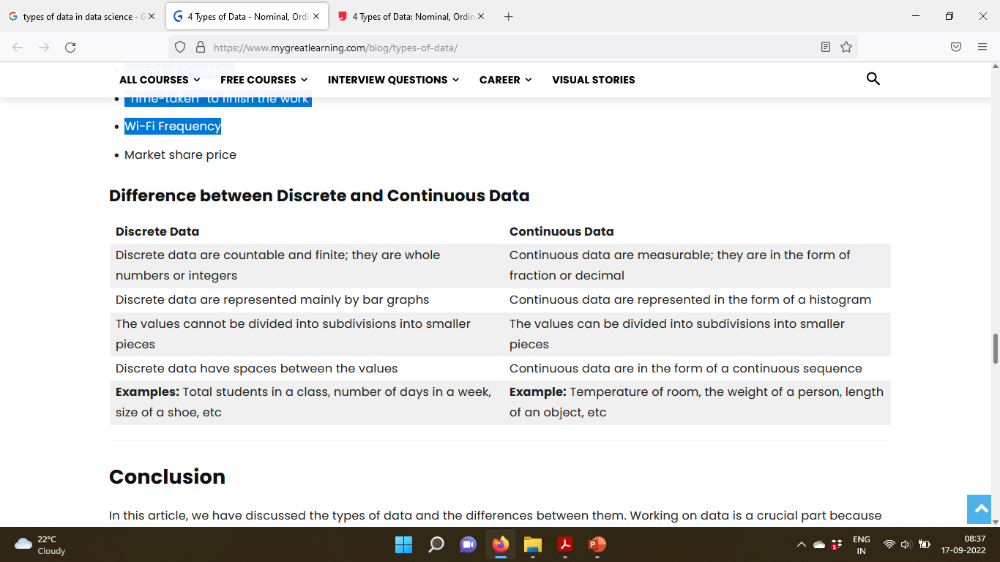 types of data in data science - G
4 Types of Data - Nominal, Ordin
4 Types of Data: Nominal, Ordin
https://www.mygreatlearning.com/blog/types-of-data/
Speed of a vehicle
ALL COURSES
FREE COURSES
INTERVIEW QUESTIONS
CAREER
VISUAL STORIES
• "Time-taken" to finish the work
• Wi-Fi Frequency
• Market share price
Difference between Discrete and Continuous Data
Discrete Data
Continuous Data
Discrete data are countable and finite; they are whole
numbers or integers
Continuous data are measurable; they are in the form of
fraction or decimal
Discrete data are represented mainly by bar graphs
Continuous data are represented in the form of a histogram
The values cannot be divided into subdivisions into smaller
pieces
The values can be divided into subdivisions into smaller
pieces
Discrete data have spaces between the values
Continuous data are in the form of a continuous sequence
Examples: Total students in a class, number of days in a week,
size of a shoe, etc
Example: Temperature of room, the weight of a person, length
of an object, etc
Conclusion
In this article, we have discussed the types of data and the differences between them. Working on data is a crucial part because
22°C
Cloudy
5
ENG
IN
08:37
17-09-2022